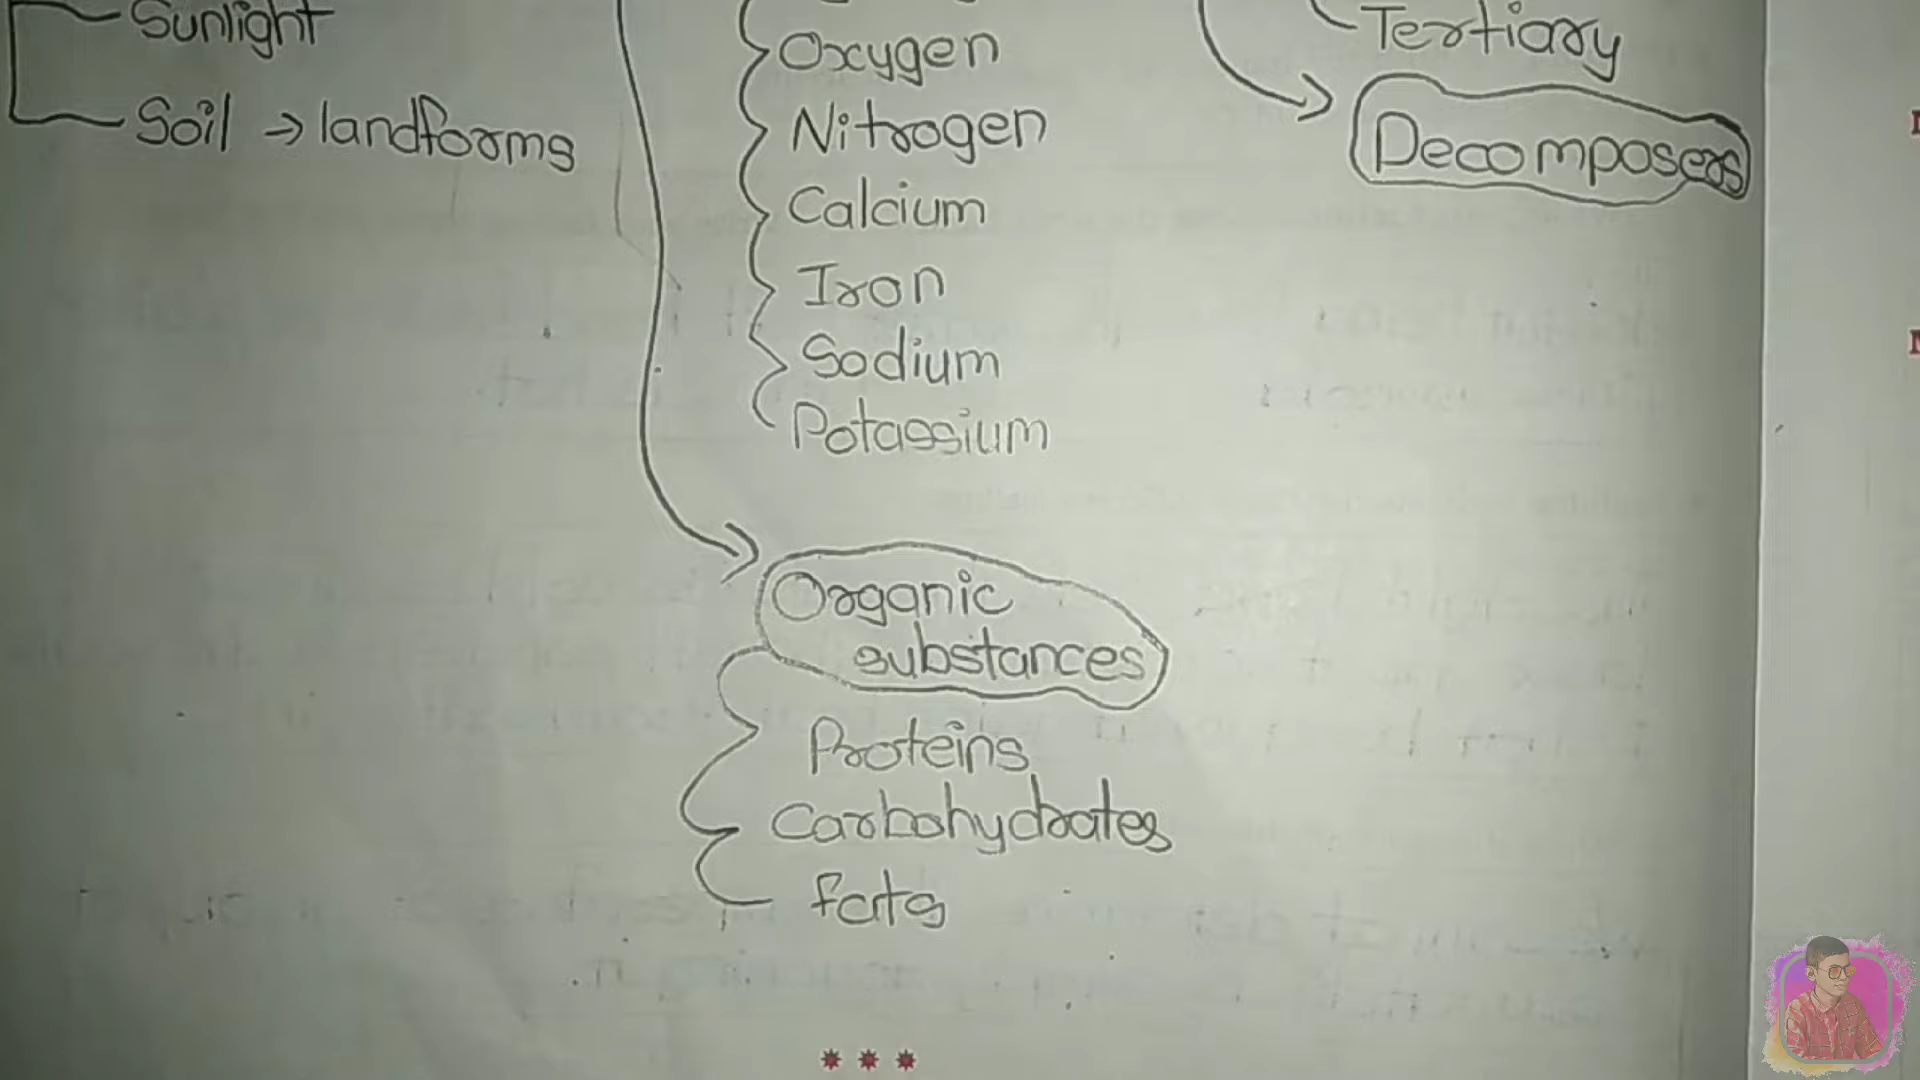 Sunlight
Soil → landforms
Oxygen
Nitrogen
Calcium
Iron
Sodium
Potassium
Organic
substances
Proteins
Carbohydrates
fats
Tertiary
Decomposers